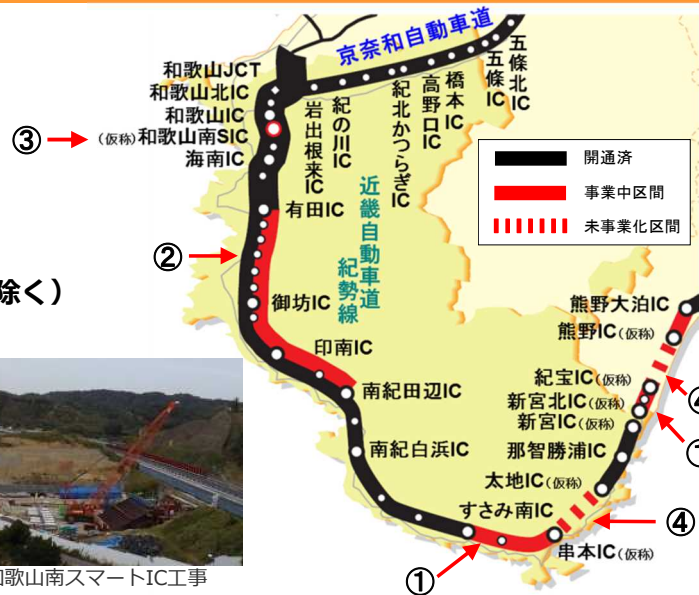 京奈和自動車道
和歌山JCT
和歌山北IC
和歌山IC
③ (仮称)和歌山南SIC
海南IC
岩出根来IC
紀の川IC
紀北かつらぎIC
高野口IC
橋本IC
五條IC
五條北IC
開通済
事業中区間
未事業化区間
近畿自動車道
紀勢線
有田IC
②
除く）
御坊IC
印南IC
南紀田辺IC
南紀白浜IC
熊野大泊IC
熊野IC(仮称)
紀宝IC(仮称)
新宮北IC(仮称)
新宮IC(仮称)
那智勝浦IC
太地IC(仮称)
すさみ南IC
④
串本IC(仮称)
①
歌山南スマートIC工事